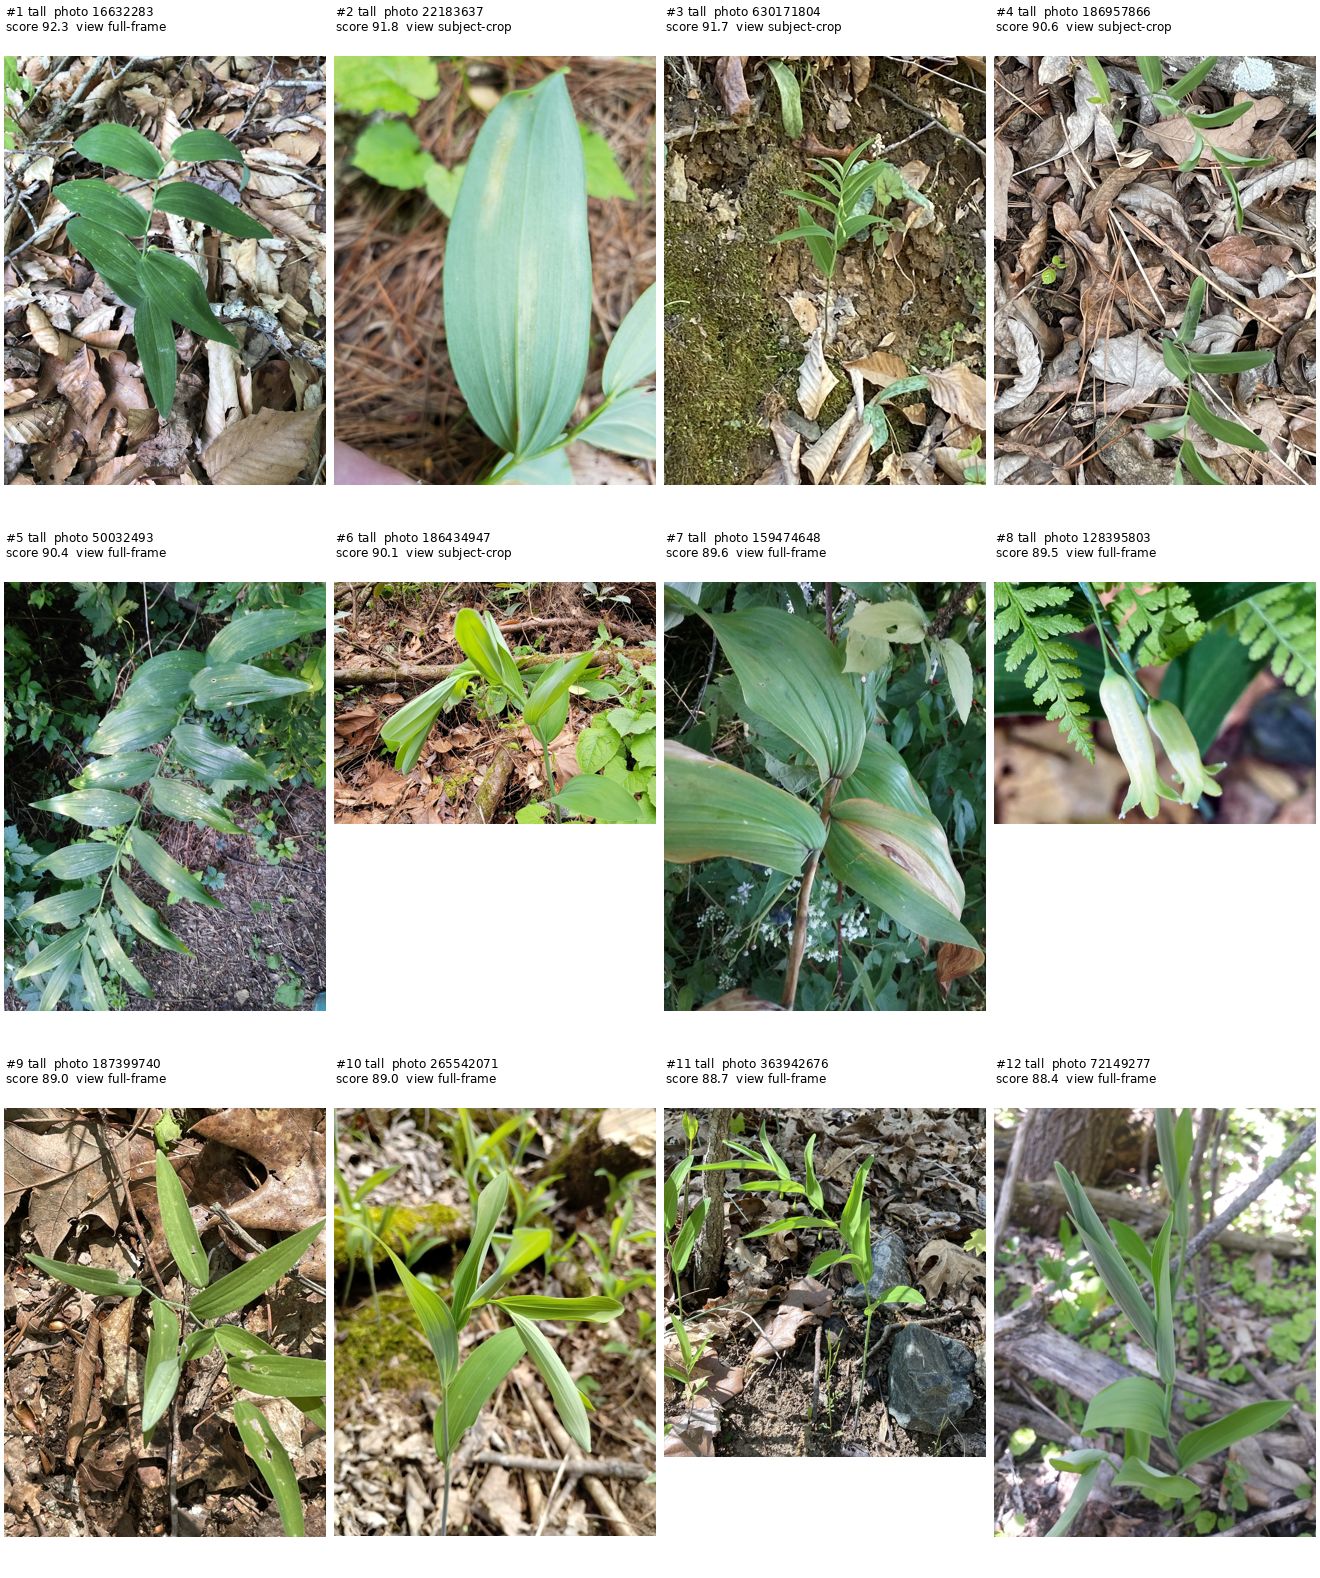 #1 tall  photo 16632283
score 92.3  view full-frame
#2 tall  photo 22183637
score 91.8  view subject-crop
#3 tall  photo 630171804
score 91.7  view subject-crop
#4 tall  photo 186957866
score 90.6  view subject-crop
#5 tall  photo 50032493
score 90.4  view full-frame
#6 tall  photo 186434947
score 90.1  view subject-crop
#7 tall  photo 159474648
score 89.6  view full-frame
#8 tall  photo 128395803
score 89.5  view full-frame
#9 tall  photo 187399740
score 89.0  view full-frame
#10 tall  photo 265542071
score 89.0  view full-frame
#11 tall  photo 363942676
score 88.7  view full-frame
#12 tall  photo 72149277
score 88.4  view full-frame